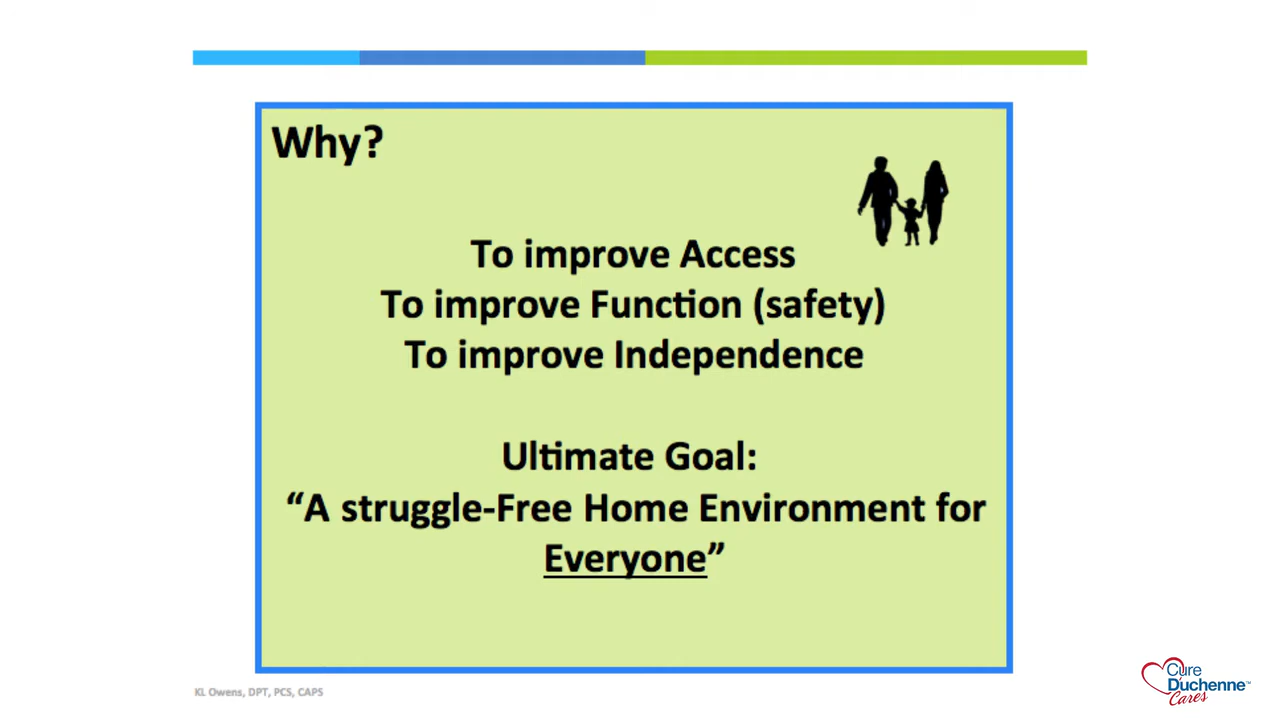 Why?
To improve Access
To improve Function (safety)
To improve Independence
Ultimate Goal:
“A struggle-Free Home Environment for
Everyone”
KL Owens, DPT, PCS, CAPS
Cure
Duchenne™
Cares